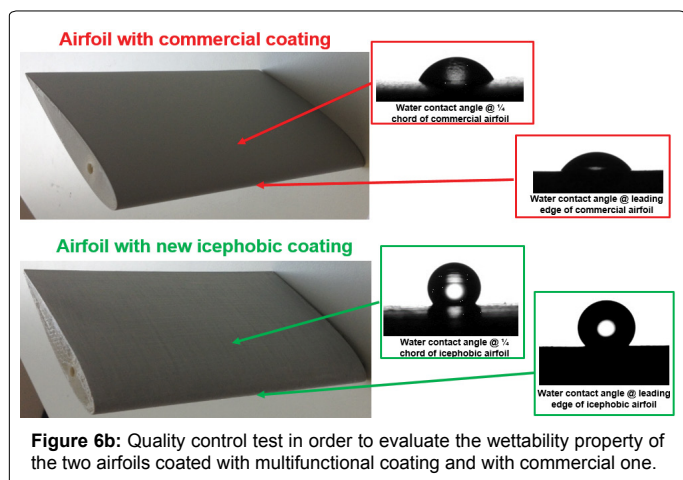 Airfoil with commercial coating
Water contact angle @ ¼
chord of commercial airfoil
Water contact angle @ leading
edge of commercial airfoil
Airfoil with new icephobic coating
Water contact angle @ ¼
chord of icephobic airfoil
Water contact angle @ leading
edge of icephobic airfoil
Figure 6b: Quality control test in order to evaluate the wettability property of
the two airfoils coated with multifunctional coating and with commercial one.